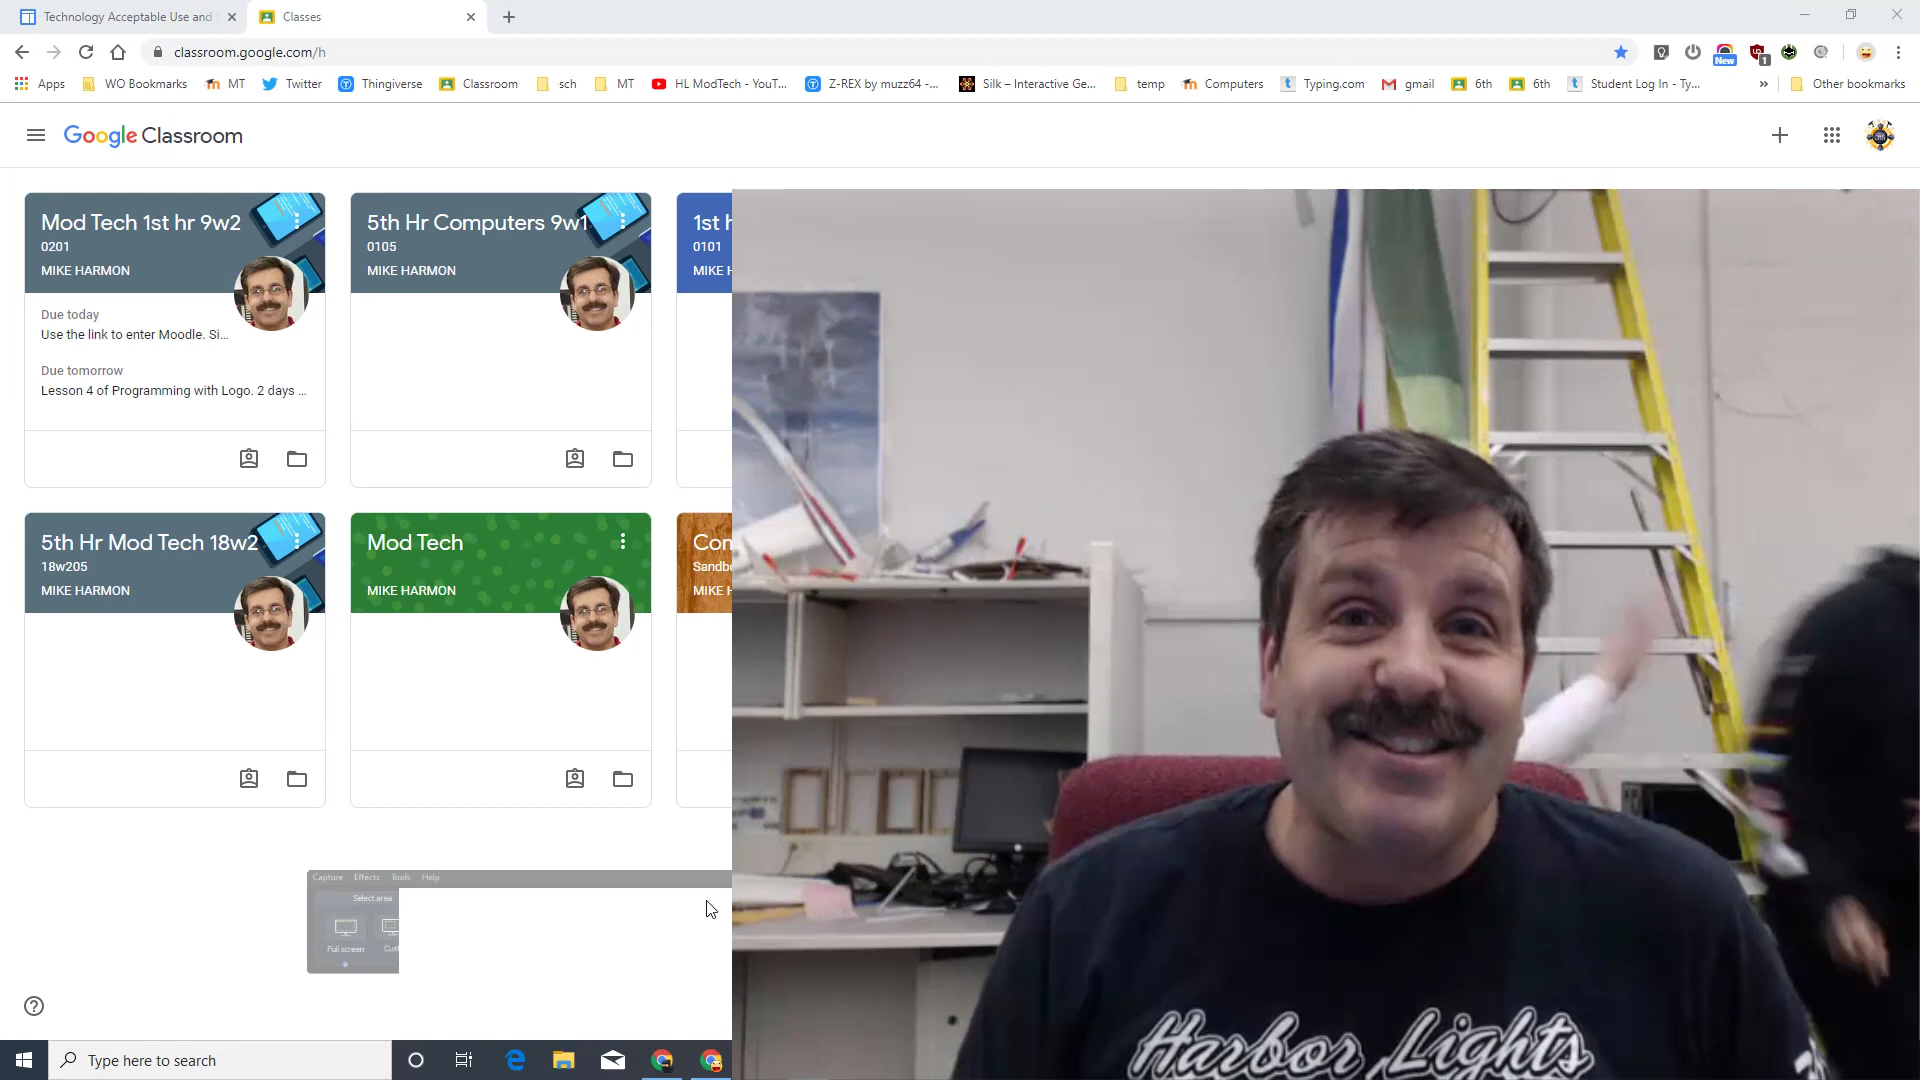 Technology Acceptable Use and
Classes
classroom.google.com/h
New
1
Apps
WO Bookmarks
MT
Twitter
Thingiverse
Classroom
sch
MT
HL ModTech - YouT...
Z-REX by muzz64 -...
Silk – Interactive Ge...
temp
Computers
Typing.com
gmail
6th
6th
Student Log In - Ty...
»
Other bookmarks
Google Classroom
Mod Tech 1st hr 9w2
0201
MIKE HARMON
Due today
Use the link to enter Moodle. Si...
Due tomorrow
Lesson 4 of Programming with Logo. 2 days ...
5th Hr Computers 9w1
0105
MIKE HARMON
1st h
0101
MIKE H
5th Hr Mod Tech 18w2
18w205
MIKE HARMON
Mod Tech
MIKE HARMON
Con
Sandbo
MIKE H
Capture
Effects
Tools
Help
Select area
Full screen
Cust
Harbor Lights
Type here to search